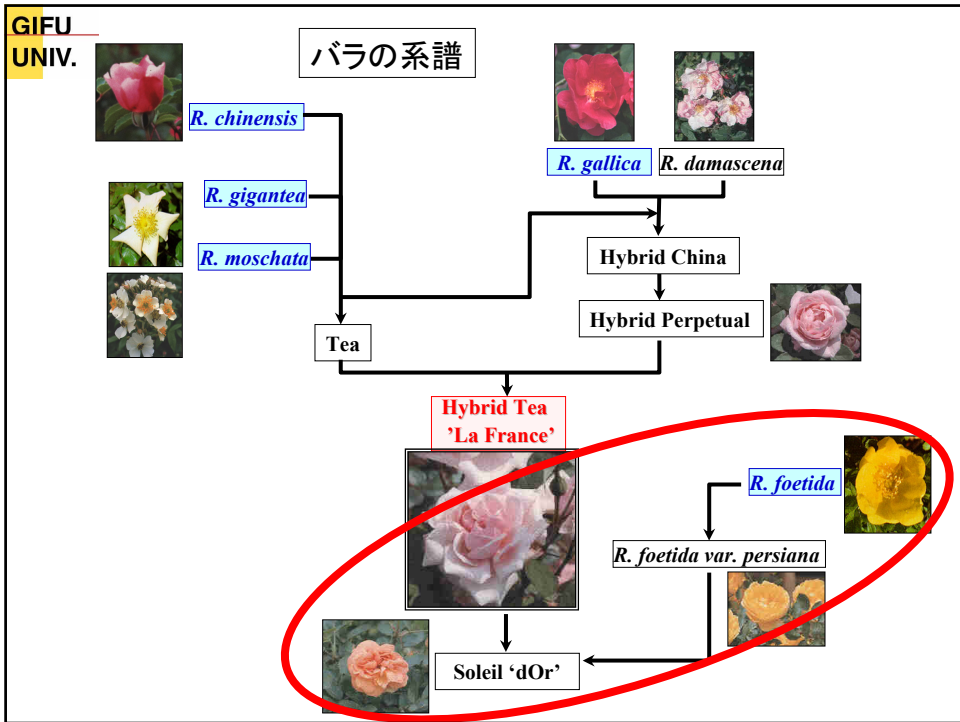 GIFU
UNIV.
バラの系譜
R. chinensis
R. gallica
R. damascena
R. gigantea
R. moschata
Hybrid China
Hybrid Perpetual
Tea
Hybrid Tea
’La France’
R. foetida
R. foetida var. persiana
Soleil ‘dOr’